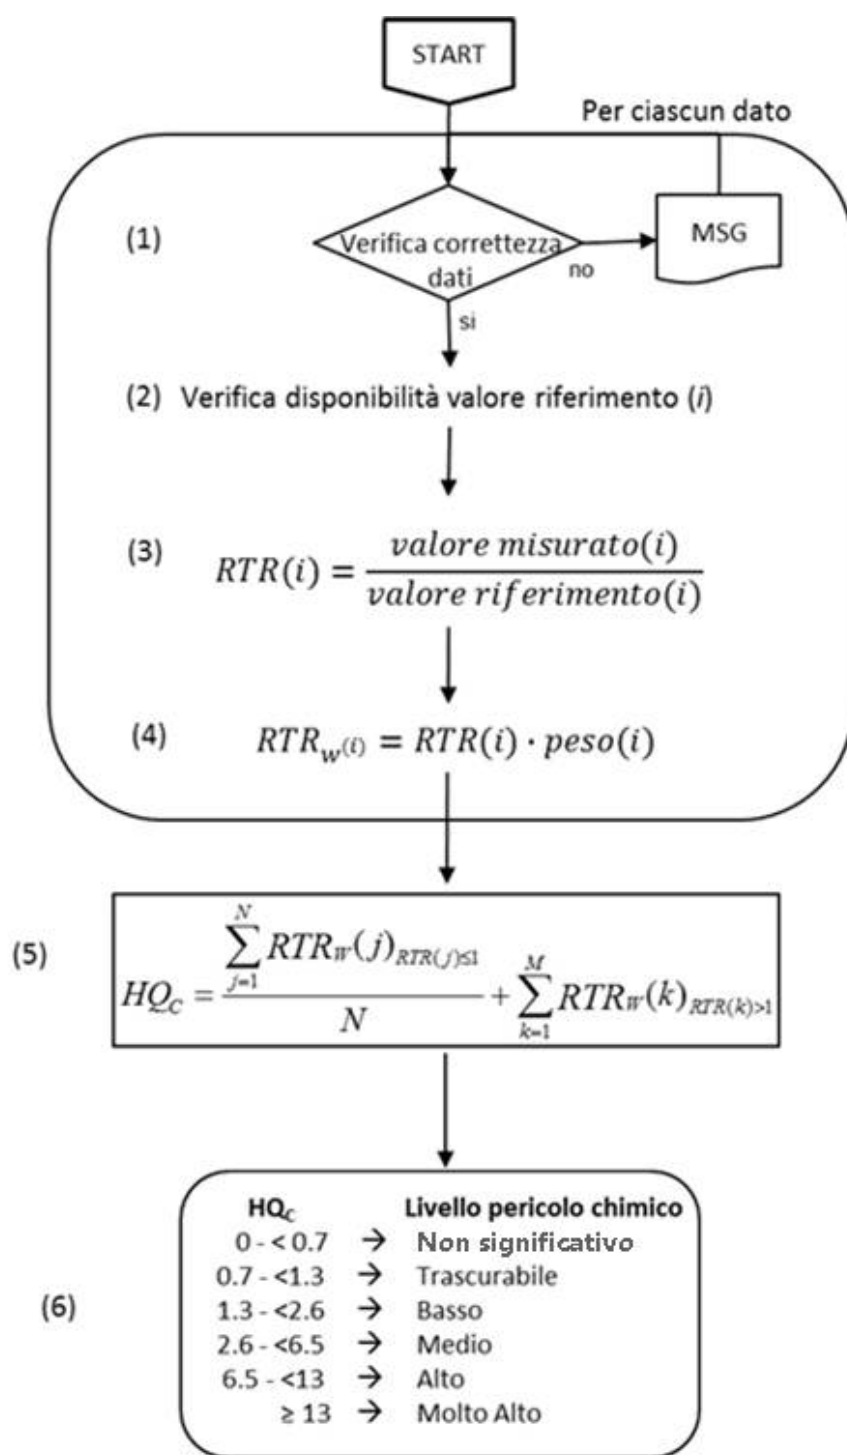 START
Per ciascun dato
(1)
Verifica correttezza
dati
no
MSG
si
(2) Verifica disponibilità valore riferimento (i)
(3) RTR(i) = valore misurato(i) / valore riferimento(i)
(4) RTR_w(i) = RTR(i) · peso(i)
(5) HQ_C = ∑_{j=1}^{N} RTR_W(j)_{RTR(j)≤1} / N + ∑_{k=1}^{M} RTR_W(k)_{RTR(k)>1}
(6)
HQ_C Livello pericolo chimico
0 - < 0.7 → Non significativo
0.7 - <1.3 → Trascurabile
1.3 - <2.6 → Basso
2.6 - <6.5 → Medio
6.5 - <13 → Alto
≥ 13 → Molto Alto